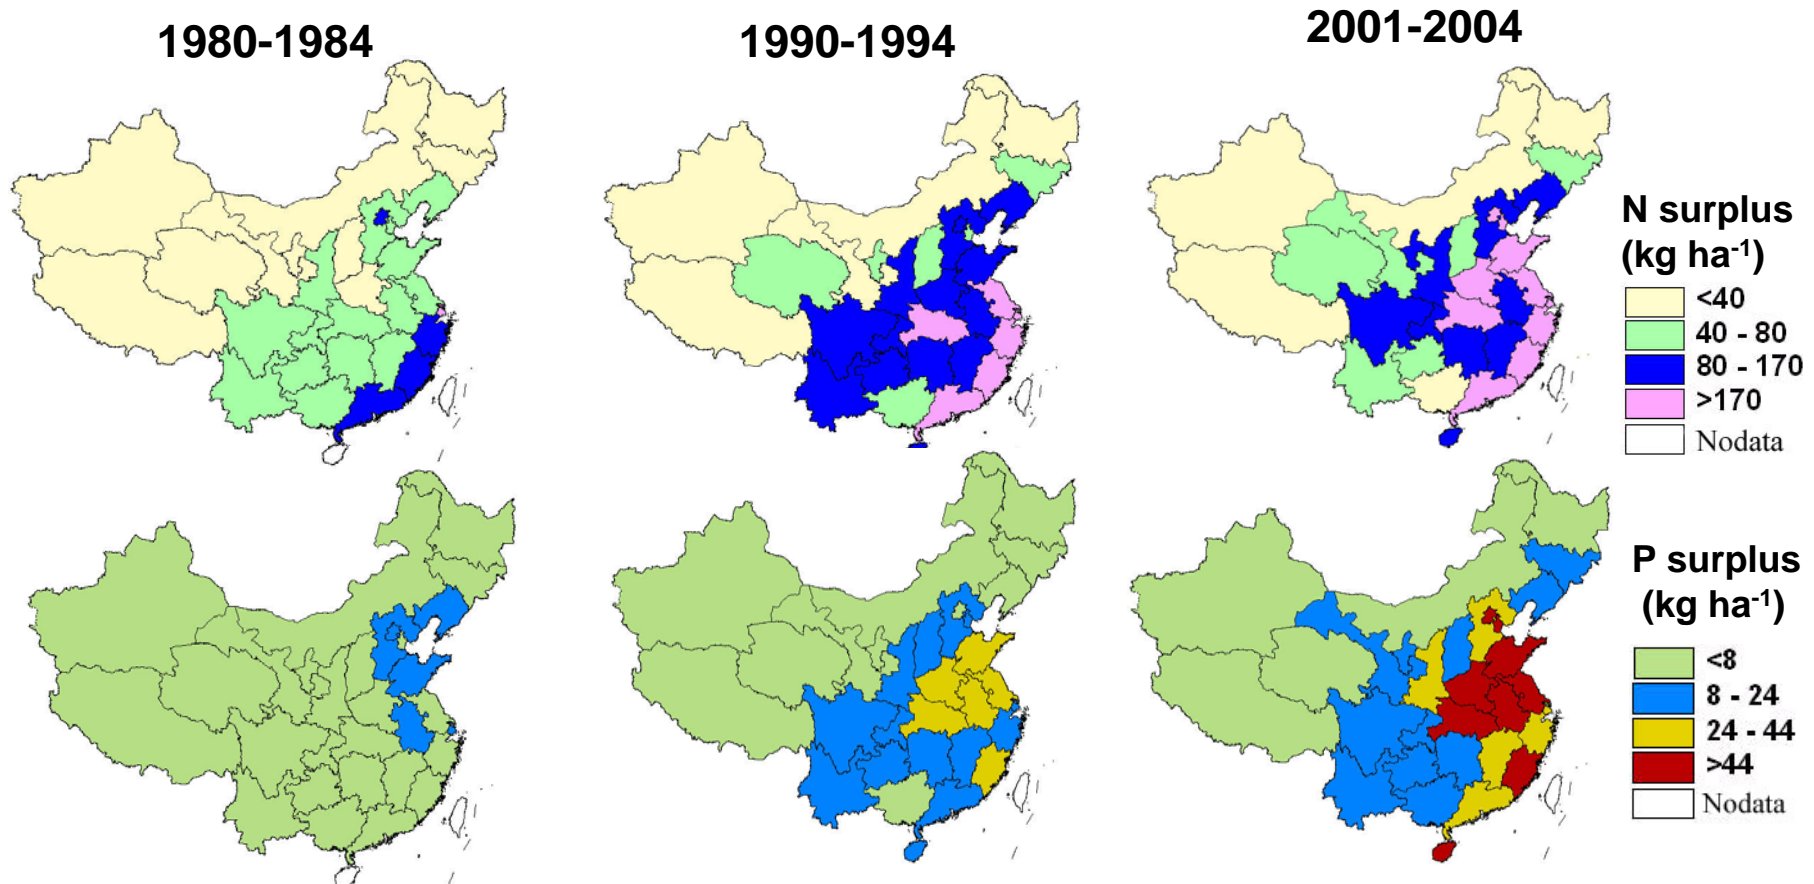 1980-1984
1990-1994
2001-2004
N surplus
(kg ha⁻¹)
<40
40 - 80
80 - 170
>170
Nodata
P surplus
(kg ha⁻¹)
<8
8 - 24
24 - 44
>44
Nodata